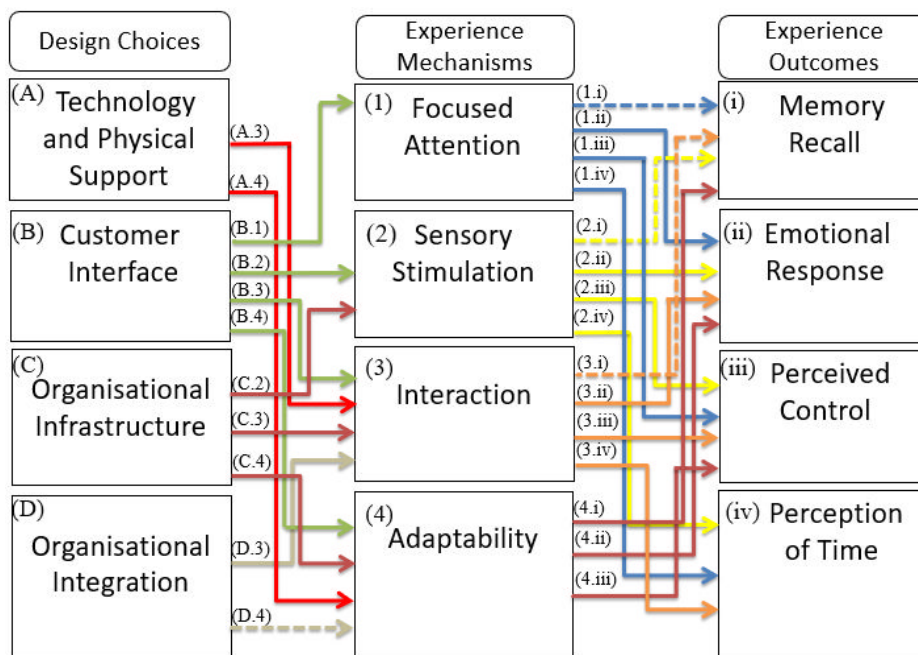 Design Choices
Experience
Mechanisms
Experience
Outcomes
(A)
Technology
and Physical
Support
(A.3)
(A.4)
(B)
Customer
Interface
(B.1)
(B.2)
(B.3)
(B.4)
(C)
Organisational
Infrastructure
(C.2)
(C.3)
(C.4)
(D)
Organisational
Integration
(D.3)
(D.4)
(1)
Focused
Attention
(1.i)
(1.ii)
(1.iii)
(1.iv)
(2)
Sensory
Stimulation
(2.i)
(2.ii)
(2.iii)
(2.iv)
(3)
Interaction
(3.i)
(3.ii)
(3.iii)
(3.iv)
(4)
Adaptability
(4.i)
(4.ii)
(4.iii)
(i)
Memory
Recall
(ii)
Emotional
Response
(iii)
Perceived
Control
(iv)
Perception
of Time